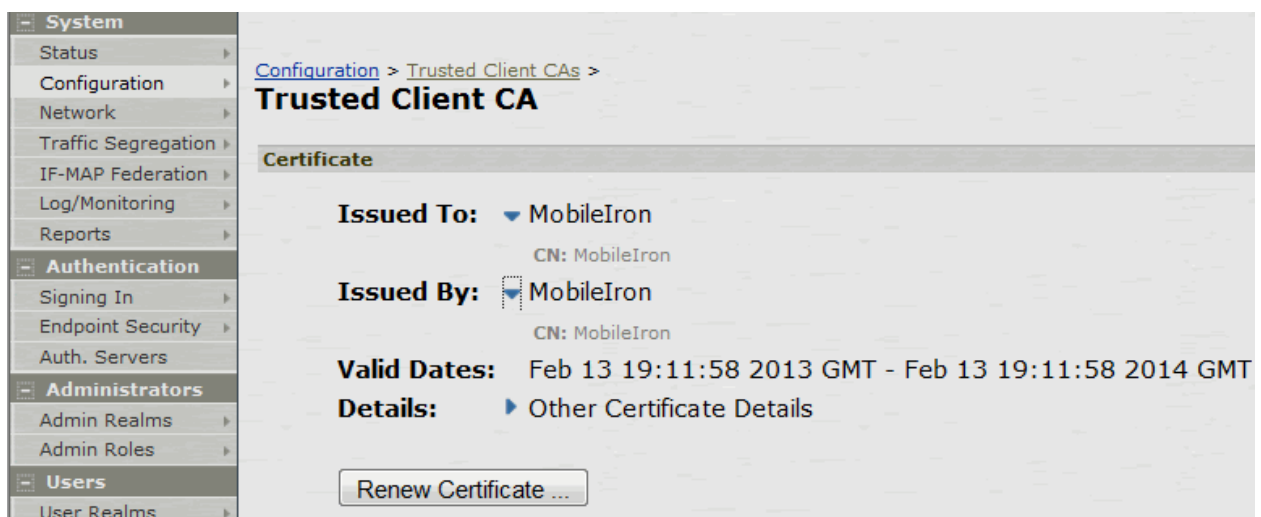 System
Status
Configuration
Network
Traffic Segregation
IF-MAP Federation
Log/Monitoring
Reports
Authentication
Signing In
Endpoint Security
Auth. Servers
Administrators
Admin Realms
Admin Roles
Users
User Realms
Configuration > Trusted Client CAs >
Trusted Client CA
Certificate
Issued To: MobileIron
CN: MobileIron
Issued By: MobileIron
CN: MobileIron
Valid Dates: Feb 13 19:11:58 2013 GMT - Feb 13 19:11:58 2014 GMT
Details: Other Certificate Details
Renew Certificate ...